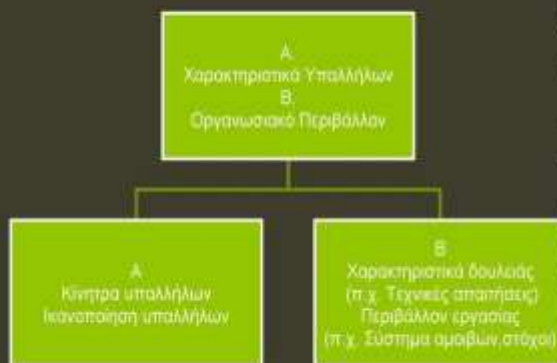 Α.
Χαρακτηριστικά Υπαλλήλων
Β.
Οργανωσιακό Περιβάλλον
Α
Κίνητρα υπαλλήλων
Ικανοποίηση υπαλλήλων
Β
Χαρακτηριστικά δουλειάς
(π.χ. Τεχνικές απαιτήσεις)
Περιβάλλον εργασίας
(π.χ. Σύστημα αμοιβών,στόχοι)